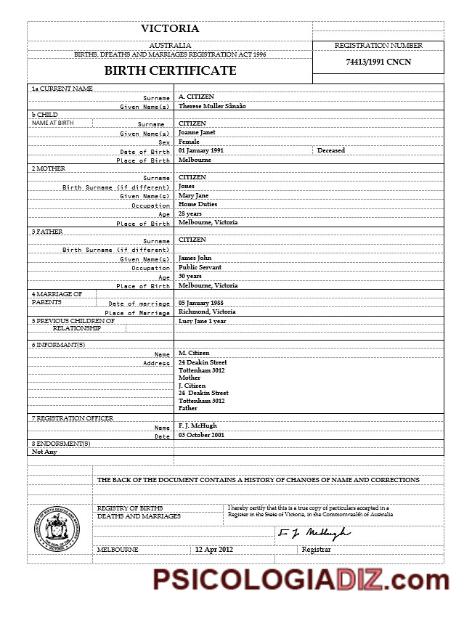 VICTORIA
AUSTRALIA
REGISTRATION NUMBER
BIRTHS, DFEATHS AND MARRIAGES REGISTRATION ACT 1996
BIRTH CERTIFICATE
74413/1991 CNCN
1a CURRENT NAME
Surname A. CITIZEN
Given Name(s) Therese Muller
b CHILD
NAME AT BIRTH Surname CITIZEN
Given Name(s) Joanne Janet
Sex Female
Date of Birth 01 January 1991 Deceased
Place of Birth Melbourne
2 MOTHER
Surname CITIZEN
Birth Surname (if different) Jones
Given Name(s) Mary Jane
Occupation Home Duties
Age 28 years
Place of Birth Melbourne, Victoria
3 FATHER
Surname CITIZEN
Birth Surname (if different)
Given Name(s) James John
Occupation Public Servant
Age 30 years
Place of Birth Melbourne, Victoria
4 MARRIAGE OF
PARENTS Date of marriage 05 January 1988
Place of Marriage Richmond, Victoria
5 PREVIOUS CHILDREN OF Lucy Jane 1 year
RELATIONSHIP
6 INFORMANT(S)
Name M. Citizen
Address 24 Deakin Street
Tottenham 3012
Mother
J. Citizen
24 Deakin Street
Tottenham 3012
Father
7 REGISTRATION OFFICER
Name F. J. McHugh
Date 03 October 2001
8 ENDORSMENT(S)
Not Any
THE BACK OF THE DOCUMENT CONTAINS A HISTORY OF CHANGES OF NAME AND CORRECTIONS
REGISTRY OF BIRTHS
DEATHS AND MARRIAGES
I hereby certify that this is a true copy of particulars accepted in a
Register in the State of Victoria, in the Commonwealth of Australia
MELBOURNE 12 Apr 2012 Registrar
PSICOLOGIADIZ.com